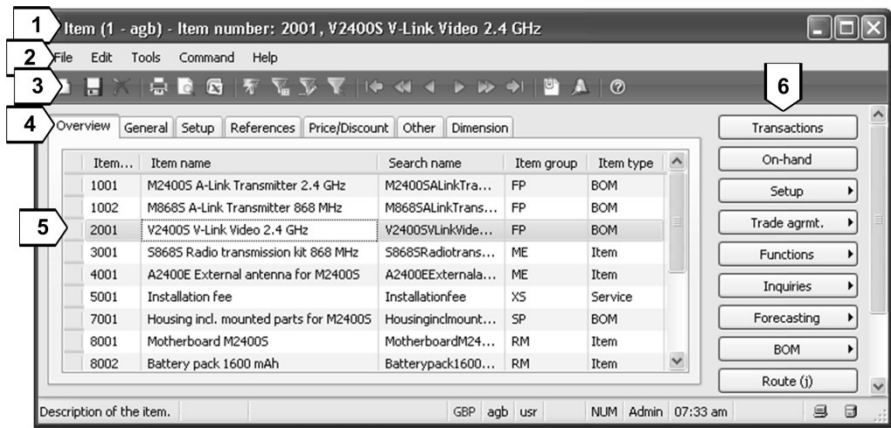 1 Item (1 - agb) - Item number: 2001, V2400S V-Link Video 2.4 GHz
2 File Edit Tools Command Help
3
6
4 Overview General Setup References Price/Discount Other Dimension
Transactions
Item... Item name Search name Item group Item type
On-hand
1001 M2400S A-Link Transmitter 2.4 GHz M2400SALinkTra... FP BOM
Setup
1002 M868S A-Link Transmitter 868 MHz M868SALinkTrans... FP BOM
5 2001 V2400S V-Link Video 2.4 GHz V2400SVLinkVide... FP BOM
Trade agrmt.
3001 S868S Radio transmission kit 868 MHz S868SRadiotrans... ME Item
Functions
4001 A2400E External antenna for M2400S A2400EExternala... ME Item
Inquiries
5001 Installation fee Installationfee XS Service
7001 Housing incl. mounted parts for M2400S Housinginclmount... SP BOM
Forecasting
8001 Motherboard M2400S MotherboardM24... RM Item
BOM
8002 Battery pack 1600 mAh Batterypack1600... RM Item
Route (j)
Description of the item. GBP agb usr NUM Admin 07:33 am